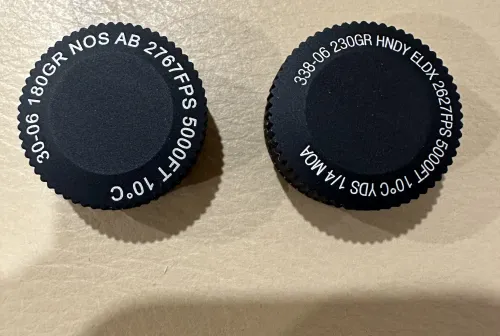 30-06 180GR NOS AB 2767FPS 5000FT 10°C
338-06 230GR HNDY ELDX 2627FPS 5000FT 10°C YDS 1/4 MOA